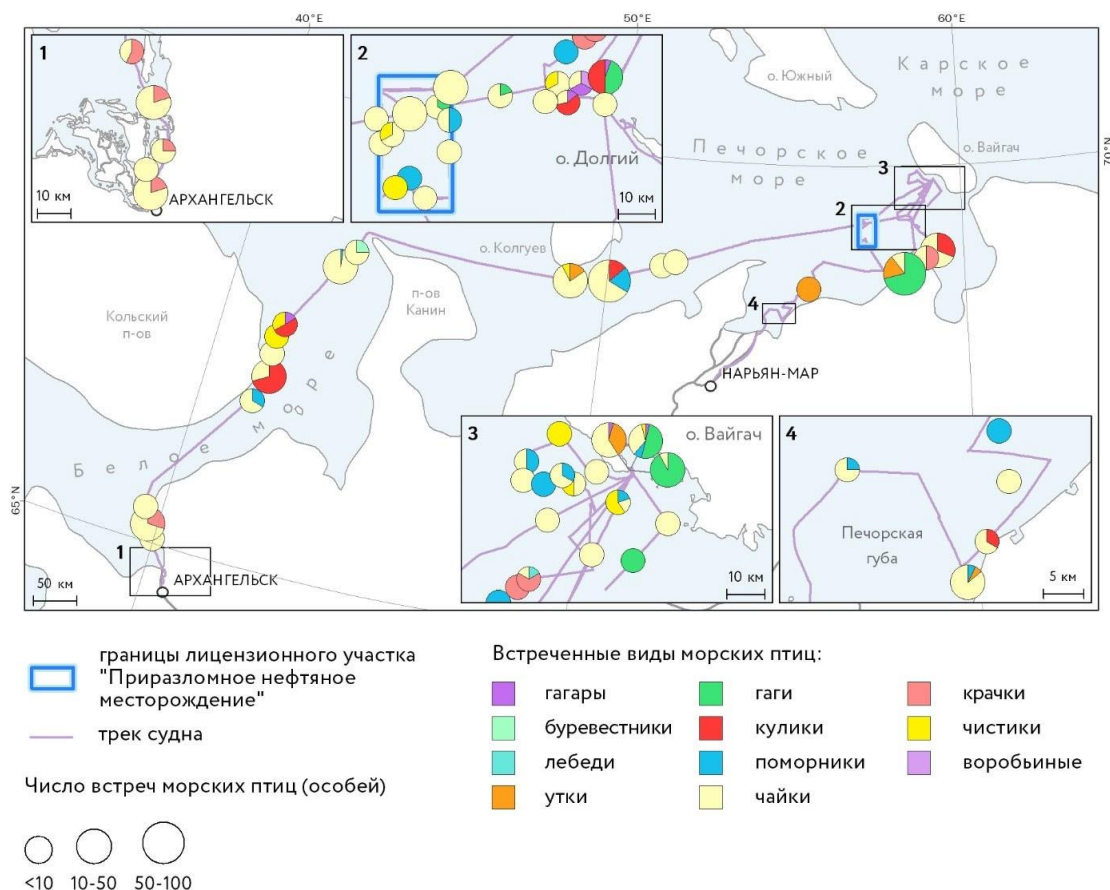 40°E
50°E
60°E
1
10 км
АРХАНГЕЛЬСК
2
о. Долгий
10 км
о. Южный
Карское
море
о. Вайгач
70°N
Печорское
море
3
2
о. Колгуев
п-ов
Канин
Кольский
п-ов
4
НАРЬЯН-МАР
Белое море
65°N
1
АРХАНГЕЛЬСК
50 км
3
о. Вайгач
10 км
4
Печорская
губа
5 км
границы лицензионного участка
"Приразломное нефтяное
месторождение"
трек судна
Число встреч морских птиц (особей)
<10 10-50 50-100
Встреченные виды морских птиц:
гагары гаги крачки
буревестники кулики чистики
лебеди поморники воробьиные
утки чайки